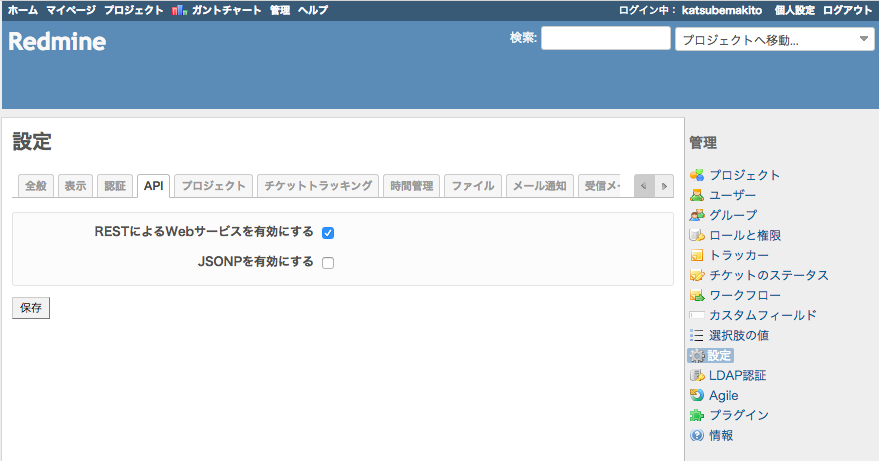 ホーム マイページ プロジェクト ガントチャート 管理 ヘルプ ログイン中： katsubemakito 個人設定 ログアウト
Redmine 検索: プロジェクトへ移動...
設定
全般 表示 認証 API プロジェクト チケットトラッキング 時間管理 ファイル メール通知 受信メー
RESTによるWebサービスを有効にする
JSONPを有効にする
保存
管理
プロジェクト
ユーザー
グループ
ロールと権限
トラッカー
チケットのステータス
ワークフロー
カスタムフィールド
選択肢の値
設定
LDAP認証
Agile
プラグイン
情報